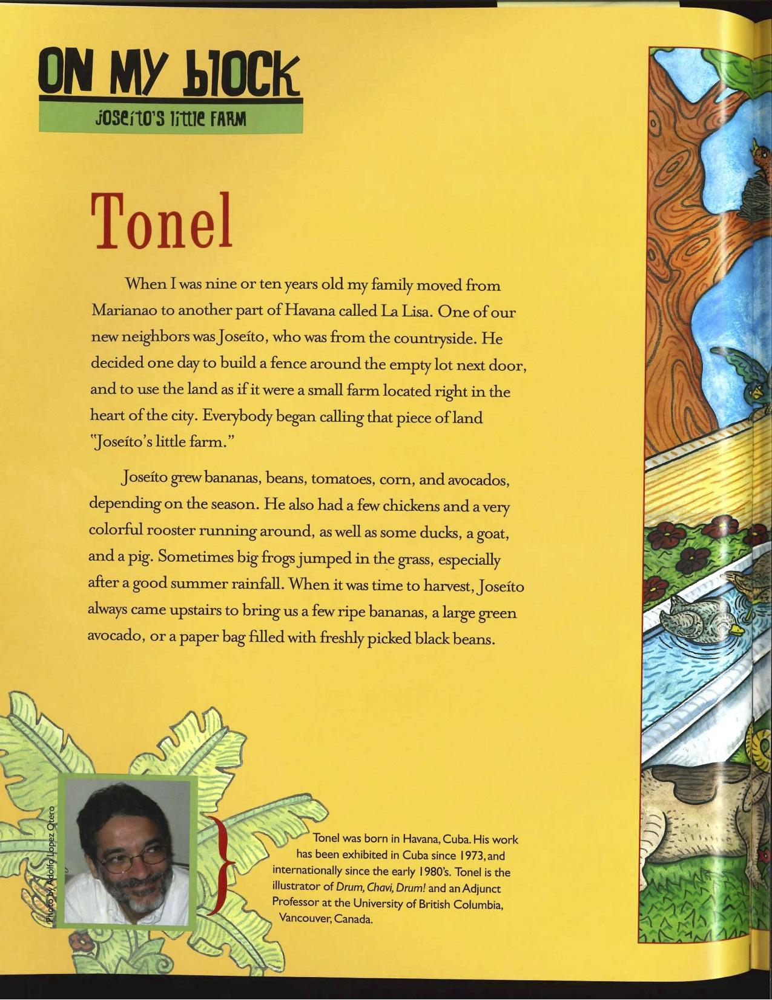 ON MY blOCK
JOSeíTO'S littlE FARM
Tonel
When I was nine or ten years old my family moved from
Marianao to another part of Havana called La Lisa. One of our
new neighbors was Joseíto, who was from the countryside. He
decided one day to build a fence around the empty lot next door,
and to use the land as if it were a small farm located right in the
heart of the city. Everybody began calling that piece of land
"Joseíto's little farm."
Joseíto grew bananas, beans, tomatoes, corn, and avocados,
depending on the season. He also had a few chickens and a very
colorful rooster running around, as well as some ducks, a goat,
and a pig. Sometimes big frogs jumped in the grass, especially
after a good summer rainfall. When it was time to harvest, Joseíto
always came upstairs to bring us a few ripe bananas, a large green
avocado, or a paper bag filled with freshly picked black beans.
Photo by Adolfo Lopez Otero
Tonel was born in Havana, Cuba. His work
has been exhibited in Cuba since 1973, and
internationally since the early 1980's. Tonel is the
illustrator of Drum, Chavi, Drum! and an Adjunct
Professor at the University of British Columbia,
Vancouver, Canada.